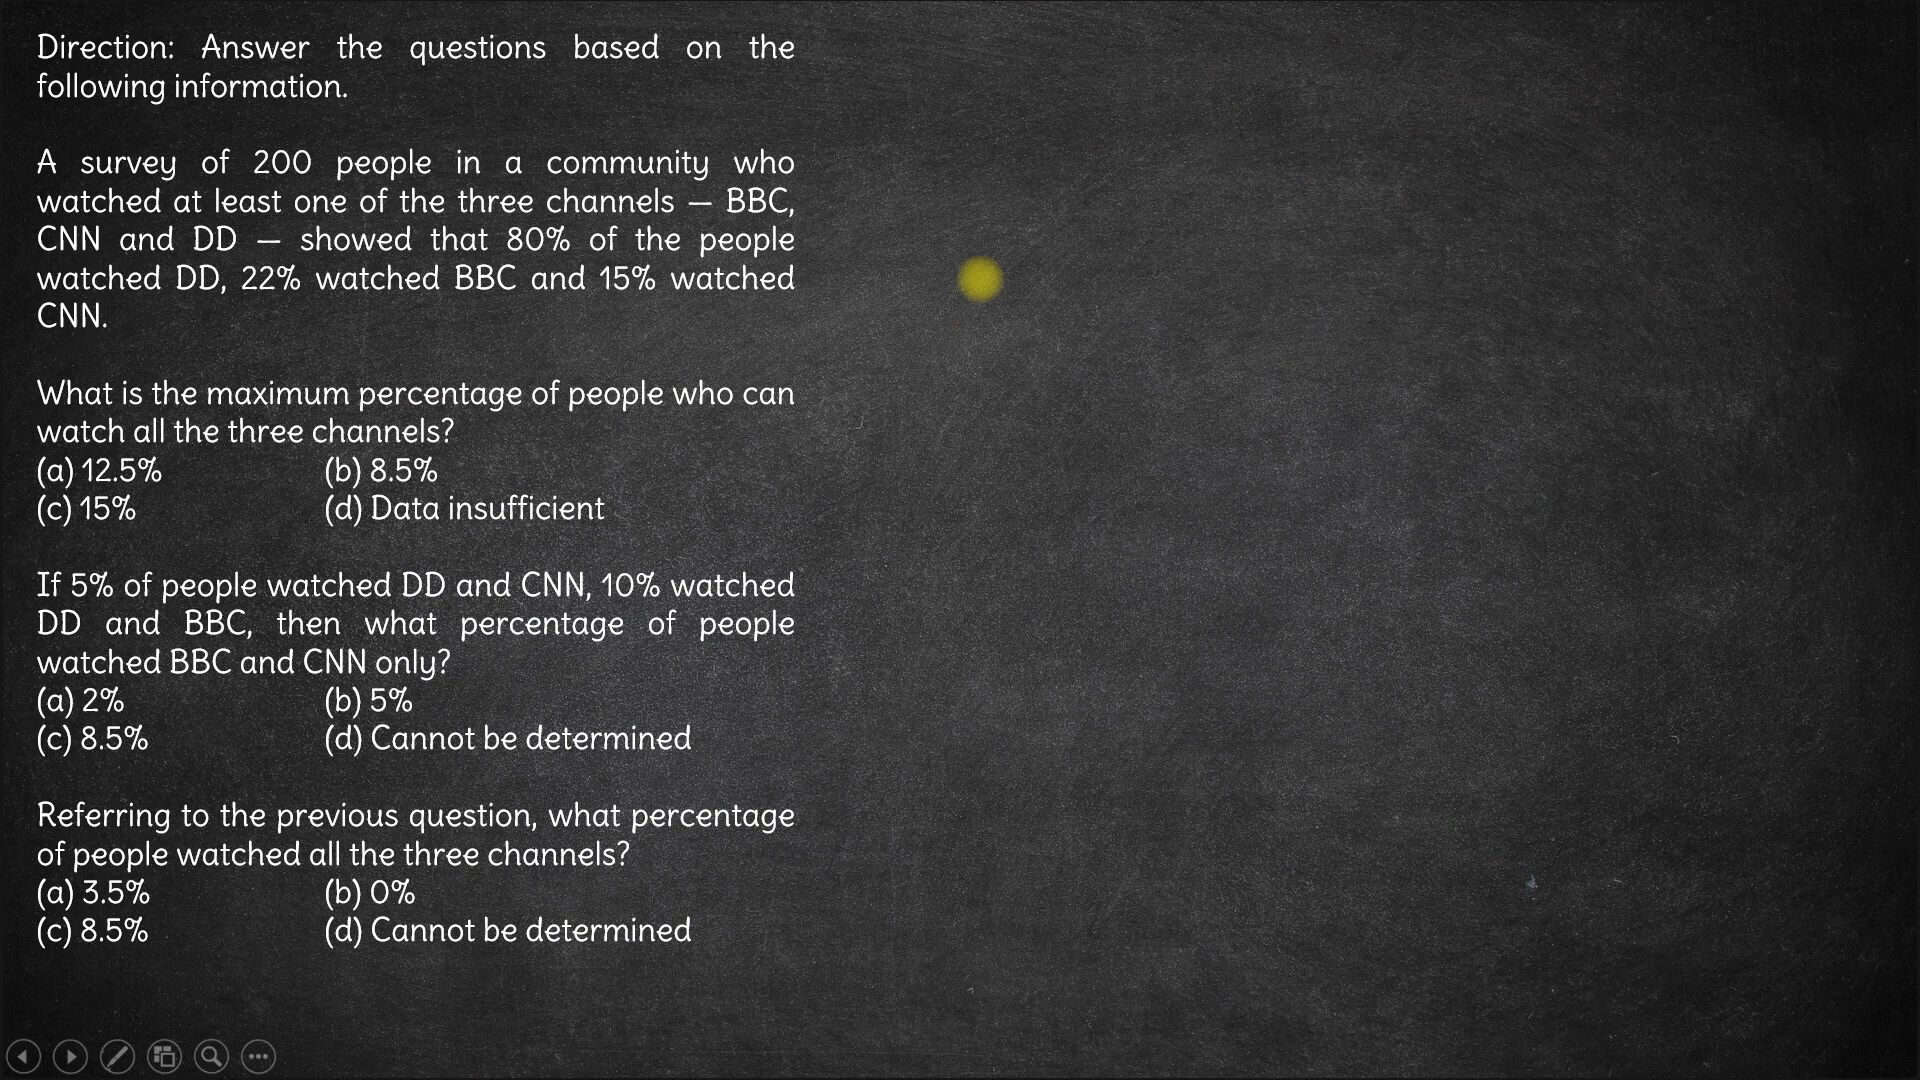 Direction: Answer the questions based on the
following information.
A survey of 200 people in a community who
watched at least one of the three channels — BBC,
CNN and DD — showed that 80% of the people
watched DD, 22% watched BBC and 15% watched
CNN.
What is the maximum percentage of people who can
watch all the three channels?
(a) 12.5% (b) 8.5%
(c) 15% (d) Data insufficient
If 5% of people watched DD and CNN, 10% watched
DD and BBC, then what percentage of people
watched BBC and CNN only?
(a) 2% (b) 5%
(c) 8.5% (d) Cannot be determined
Referring to the previous question, what percentage
of people watched all the three channels?
(a) 3.5% (b) 0%
(c) 8.5% (d) Cannot be determined